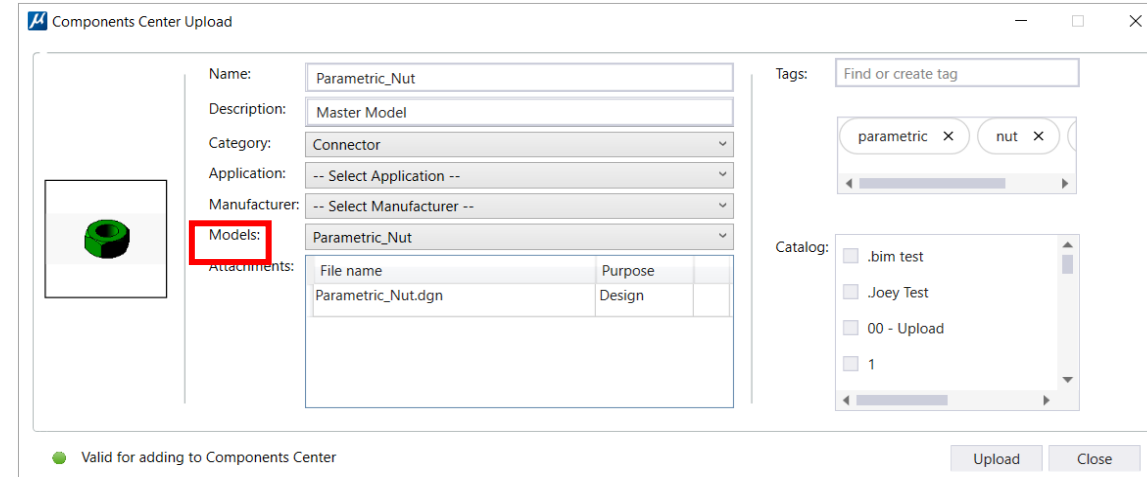 Components Center Upload
Name:
Parametric_Nut
Description:
Master Model
Category:
Connector
Application:
-- Select Application --
Manufacturer:
-- Select Manufacturer --
Models:
Parametric_Nut
Attachments:
File name Purpose
Parametric_Nut.dgn Design
Tags:
Find or create tag
parametric × nut ×
Catalog:
.bim test
.Joey Test
00 - Upload
1
Valid for adding to Components Center
Upload Close